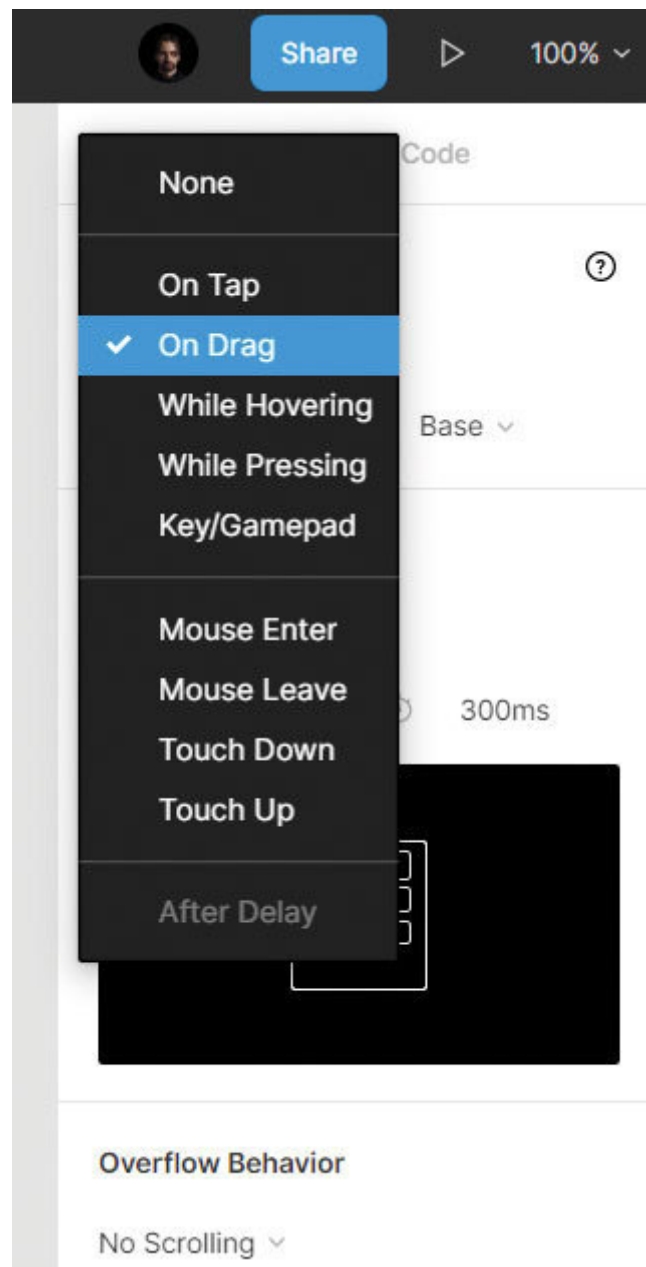 Share 100%
Code
None
On Tap
On Drag
While Hovering
Base
While Pressing
Key/Gamepad
Mouse Enter
Mouse Leave
300ms
Touch Down
Touch Up
After Delay
Overflow Behavior
No Scrolling